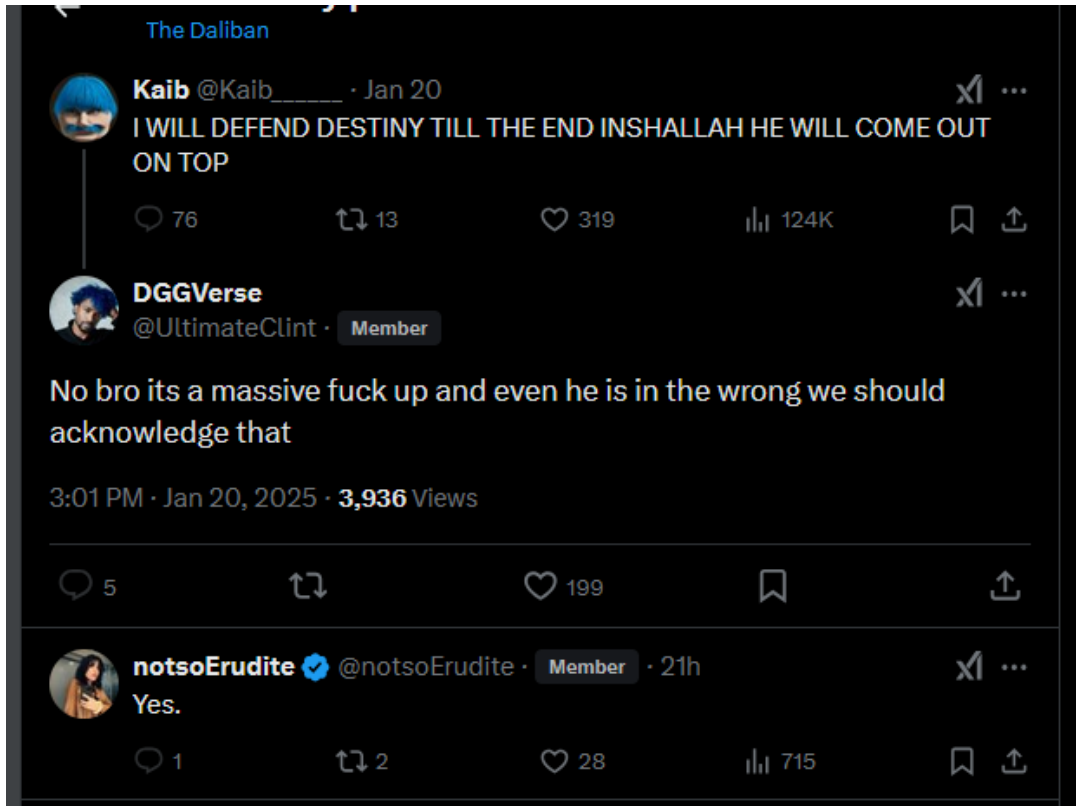 The Daliban
Kaib @Kaib______ · Jan 20
I WILL DEFEND DESTINY TILL THE END INSHALLAH HE WILL COME OUT
ON TOP
76 13 319 124K
DGGVerse
@UltimateClint · Member
No bro its a massive fuck up and even he is in the wrong we should
acknowledge that
3:01 PM · Jan 20, 2025 · 3,936 Views
5 199
notsoErudite @notsoErudite · Member · 21h
Yes.
1 2 28 715